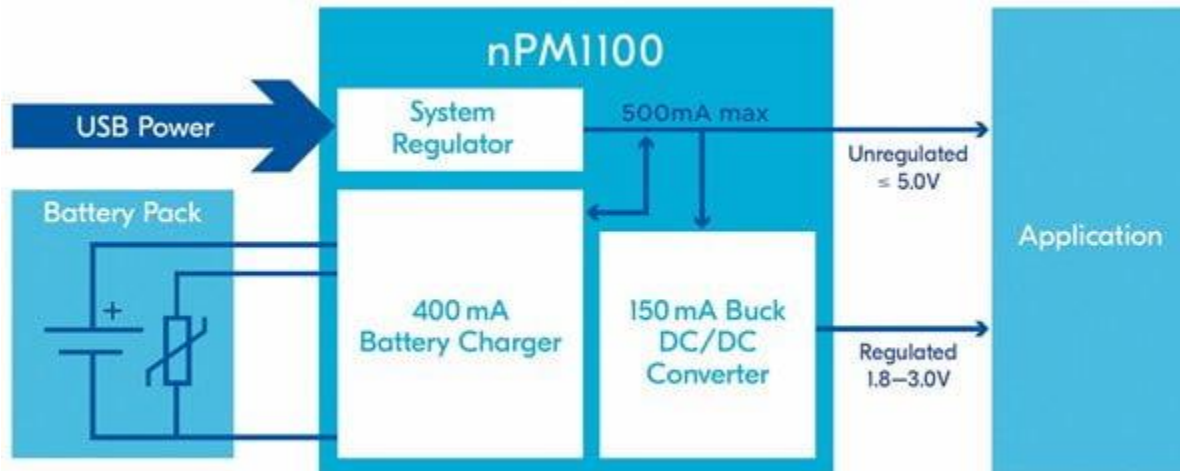 nPM1100
USB Power
System
Regulator
500mA max
Unregulated
≤ 5.0V
Battery Pack
+
400 mA
Battery Charger
150 mA Buck
DC/DC
Converter
Regulated
1.8–3.0V
Application